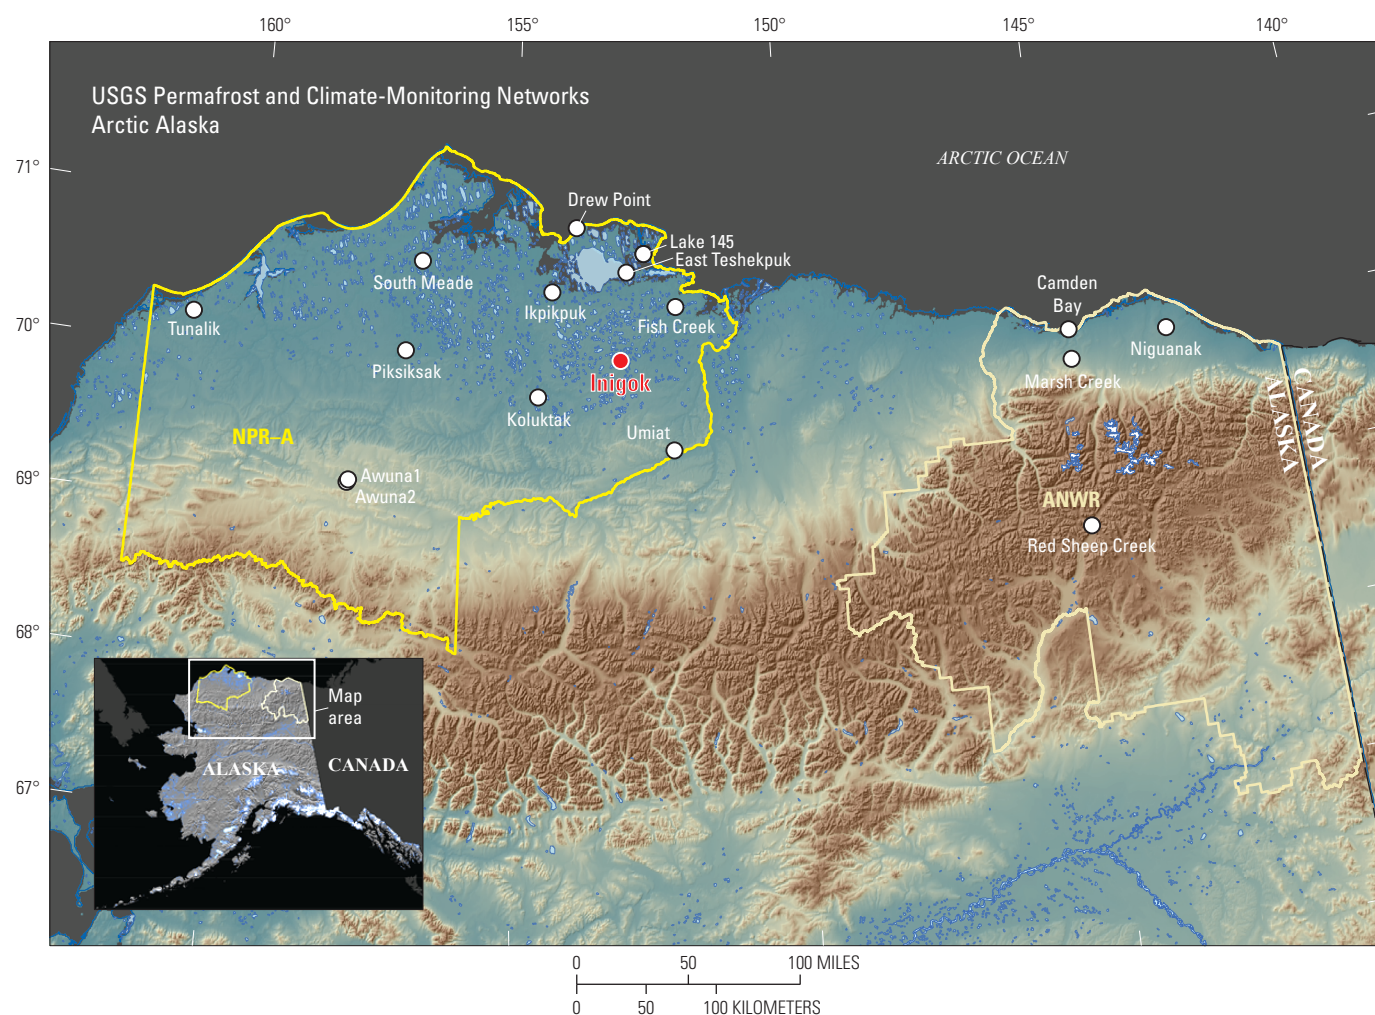 160°
155°
150°
145°
140°
USGS Permafrost and Climate-Monitoring Networks
Arctic Alaska
ARCTIC OCEAN
71°
Drew Point
Lake 145
East Teshekpuk
South Meade
Camden
Bay
Ikpikpuk
70°
Tunalik
Fish Creek
Niguanak
Piksiksak
Inigok
Marsh Creek
CANADA
ALASKA
Koluktak
NPR–A
Umiat
69°
Awuna1
Awuna2
ANWR
Red Sheep Creek
68°
Map
area
ALASKA
CANADA
67°
0
50
100 MILES
0
50
100 KILOMETERS